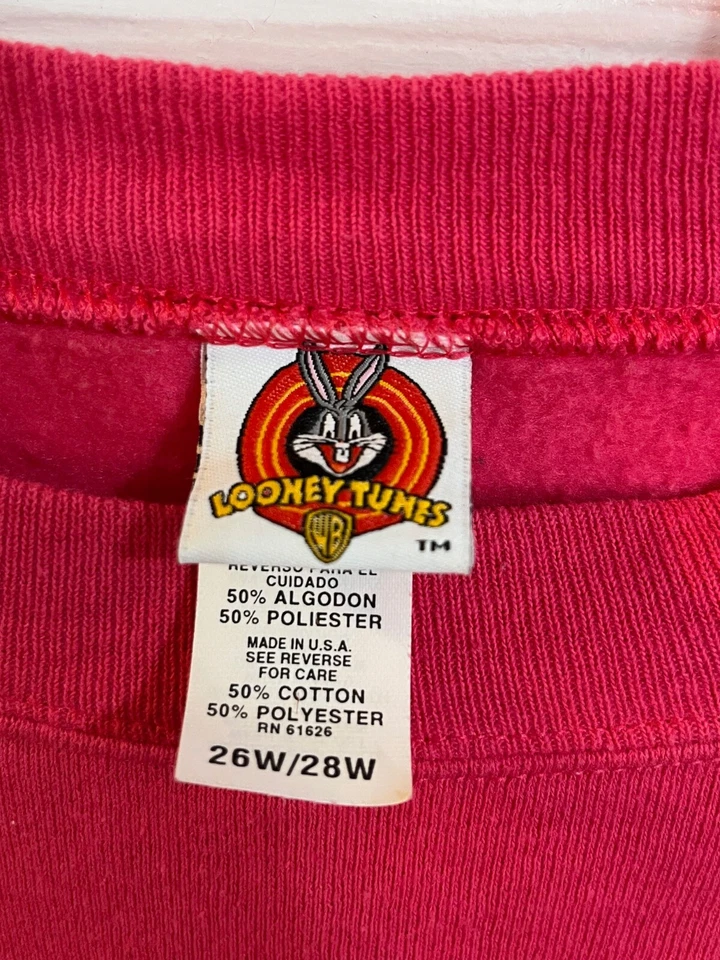 LOONEY TUNES
WB
TM
REVERSO PARA EL
CUIDADO
50% ALGODON
50% POLIESTER
MADE IN U.S.A.
SEE REVERSE
FOR CARE
50% COTTON
50% POLYESTER
RN 61626
26W/28W